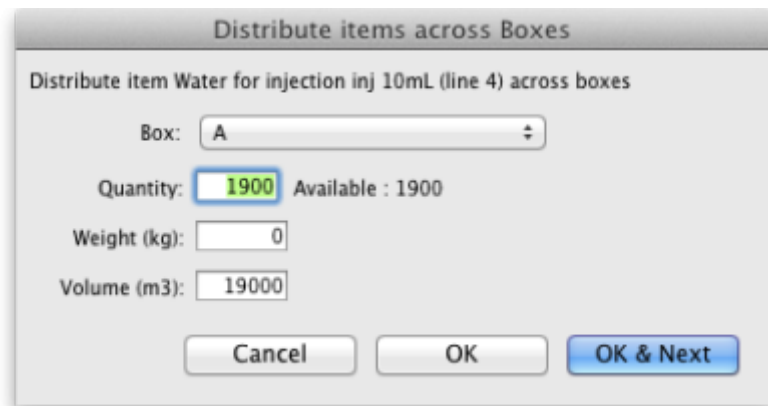 Distribute items across Boxes
Distribute item Water for injection inj 10mL (line 4) across boxes
Box: A
Quantity: 1900 Available : 1900
Weight (kg): 0
Volume (m3): 19000
Cancel OK OK & Next